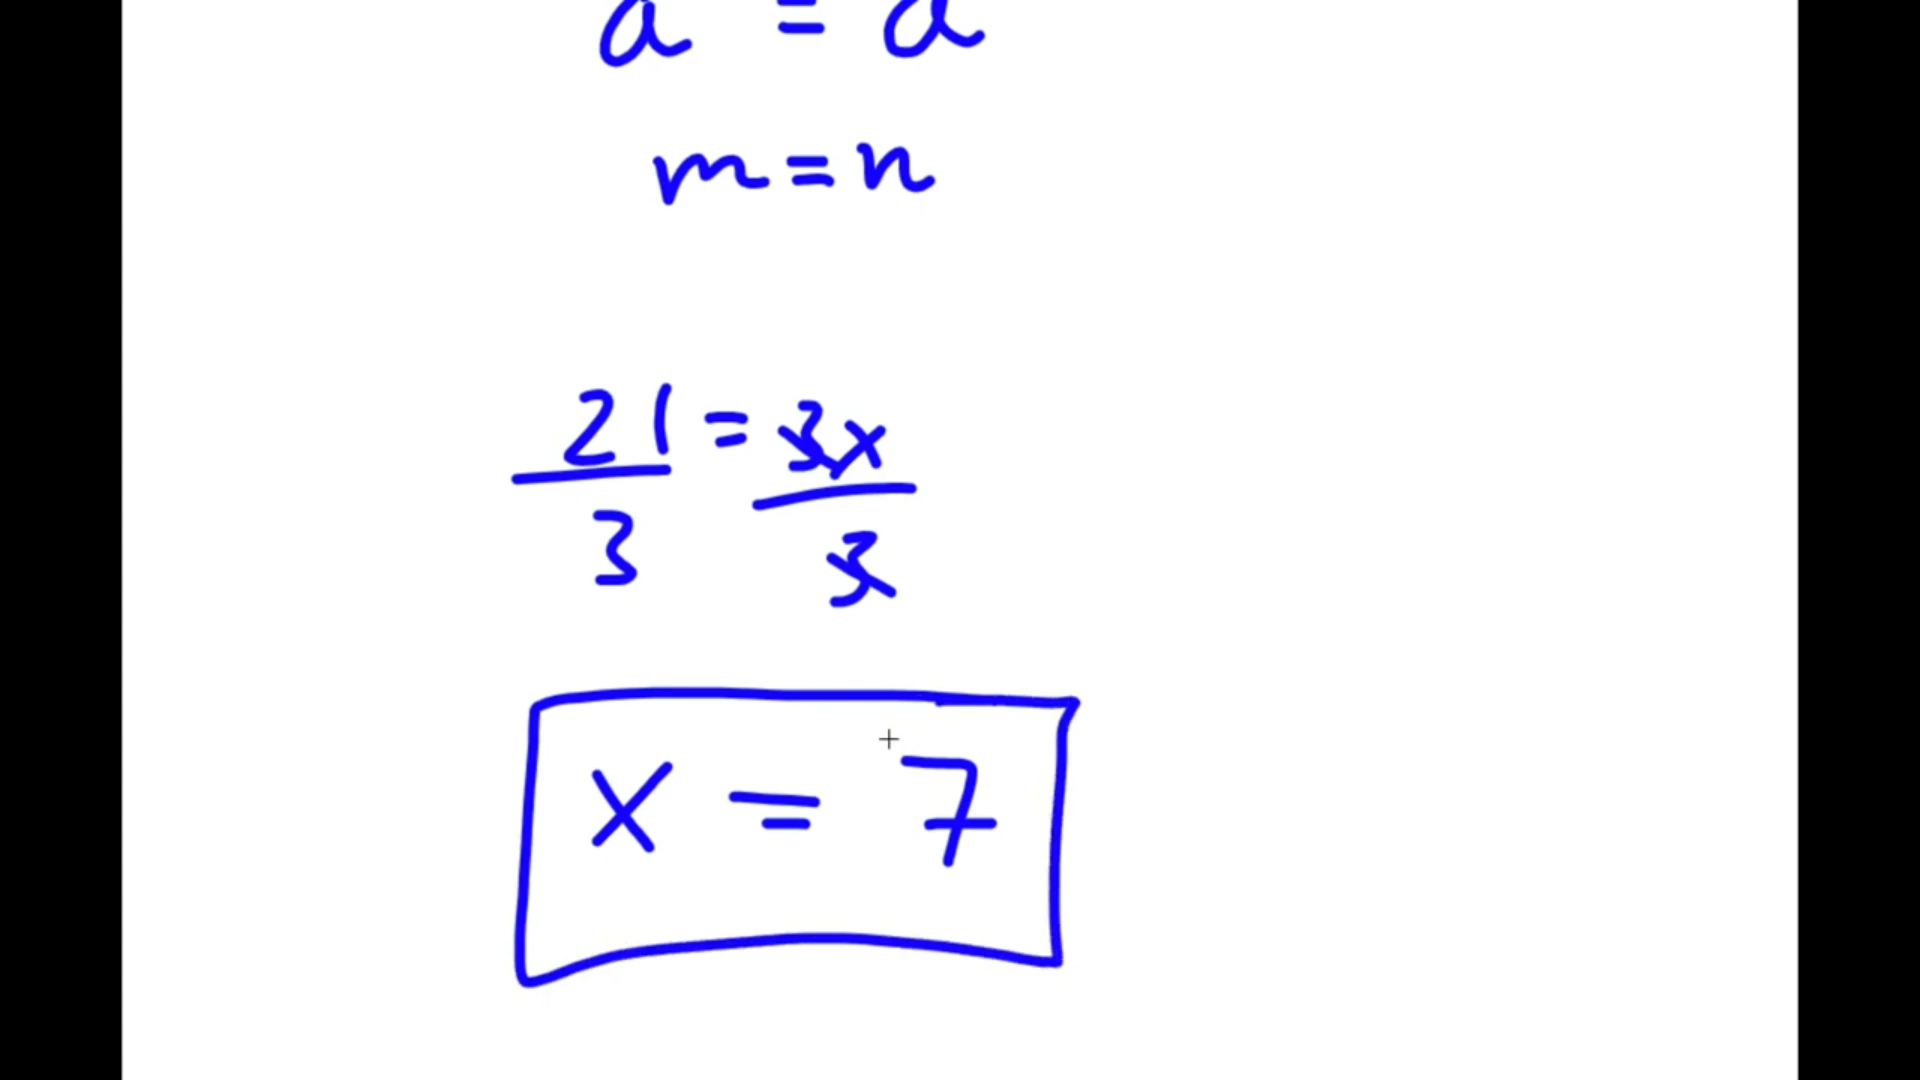 a = a
m = n
21 = 3x
3 3
x = 7